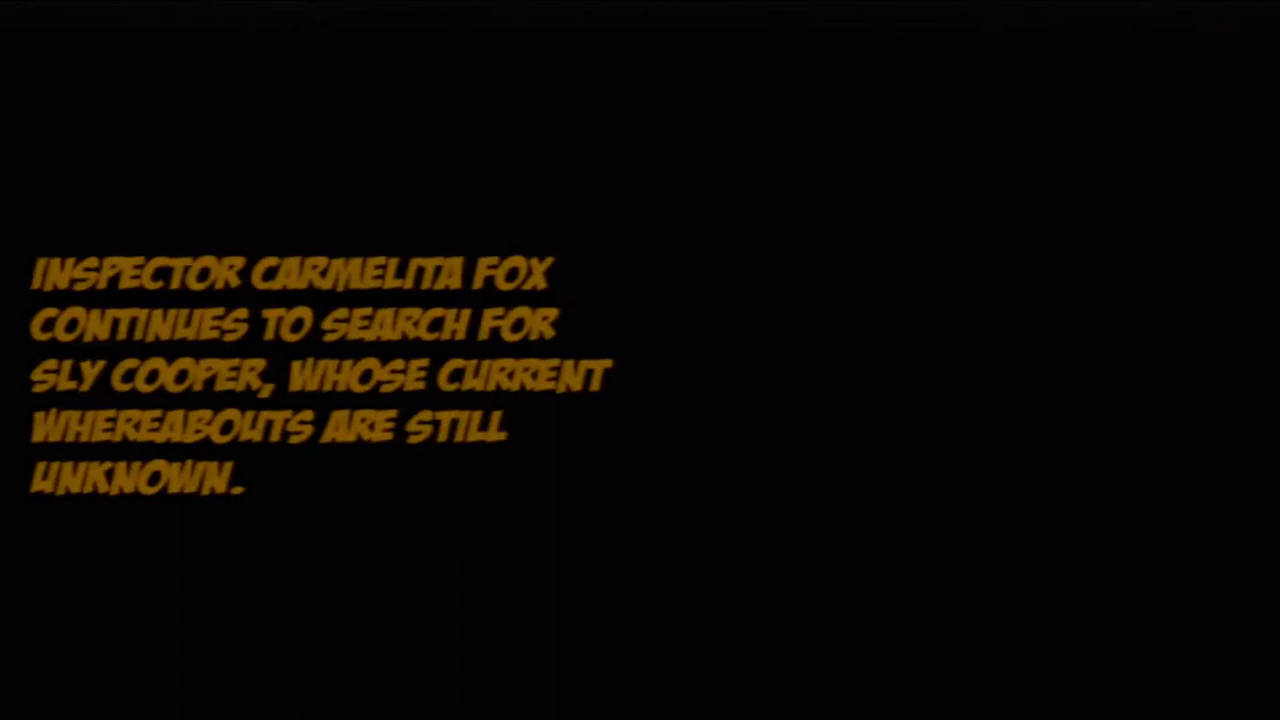 INSPECTOR CARMELITA FOX
CONTINUES TO SEARCH FOR
SLY COOPER, WHOSE CURRENT
WHEREABOUTS ARE STILL
UNKNOWN.